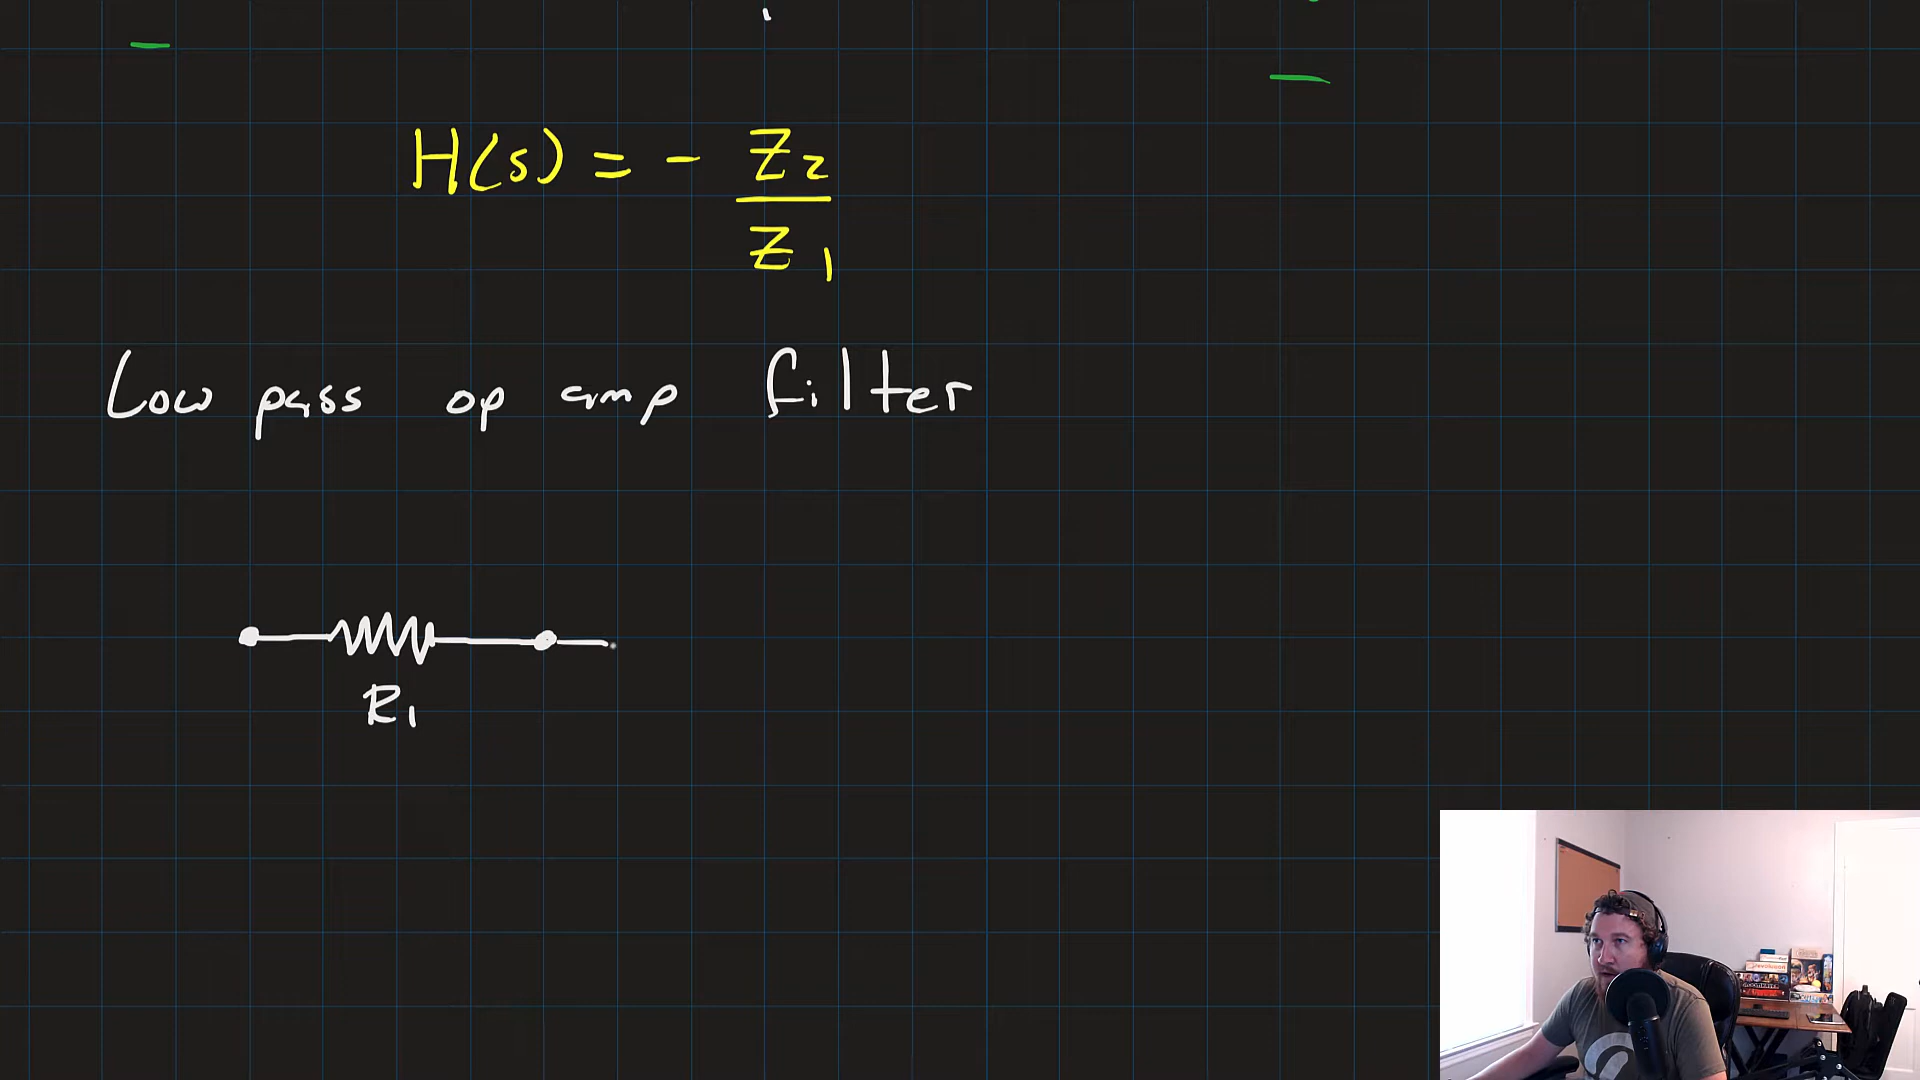 H(s) = - Z2
Z1
Low pass op amp filter
R1